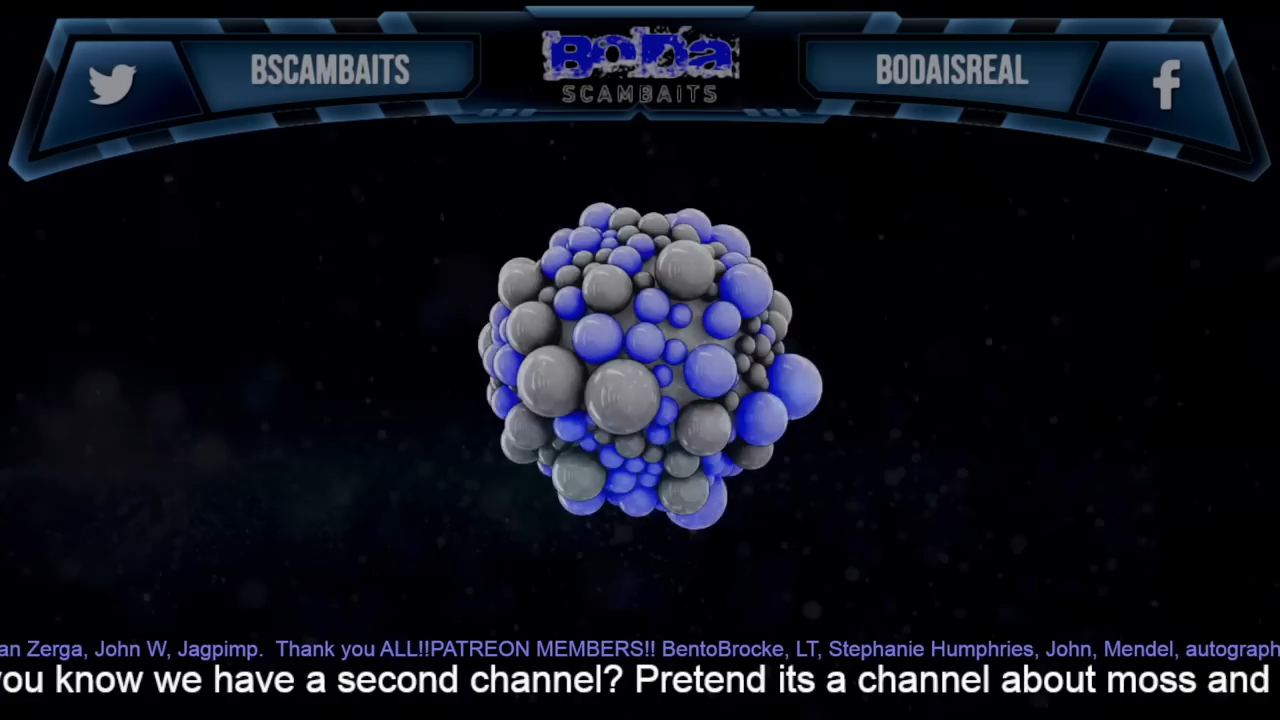 BSCAMBAITS
BODa
SCAMBAITS
BODAISREAL
an Zerga, John W, Jagpimp.  Thank you ALL!!PATREON MEMBERS!! BentoBrocke, LT, Stephanie Humphries, John, Mendel, autograph
you know we have a second channel? Pretend its a channel about moss and